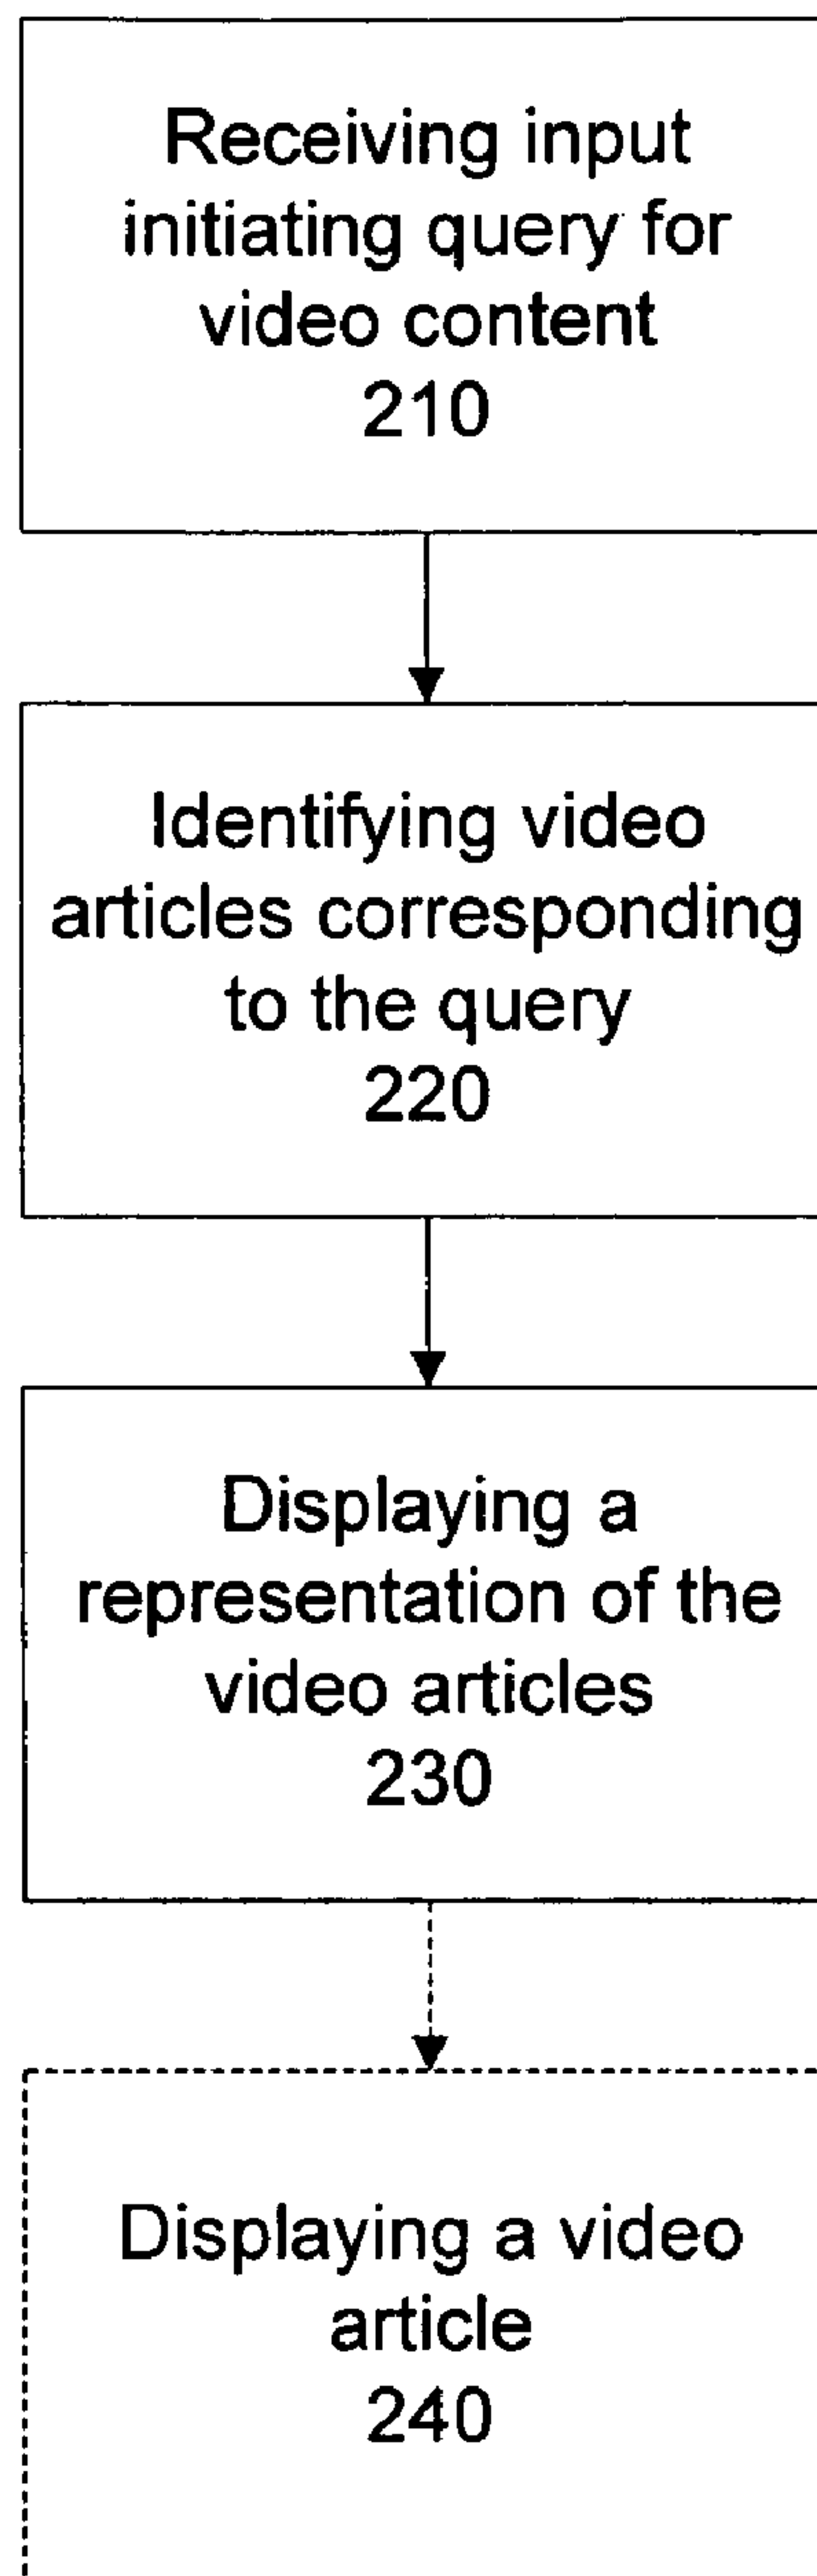 Receiving input
initiating query for
video content
210
Identifying video
articles corresponding
to the query
220
Displaying a
representation of the
video articles
230
Displaying a video
article
240